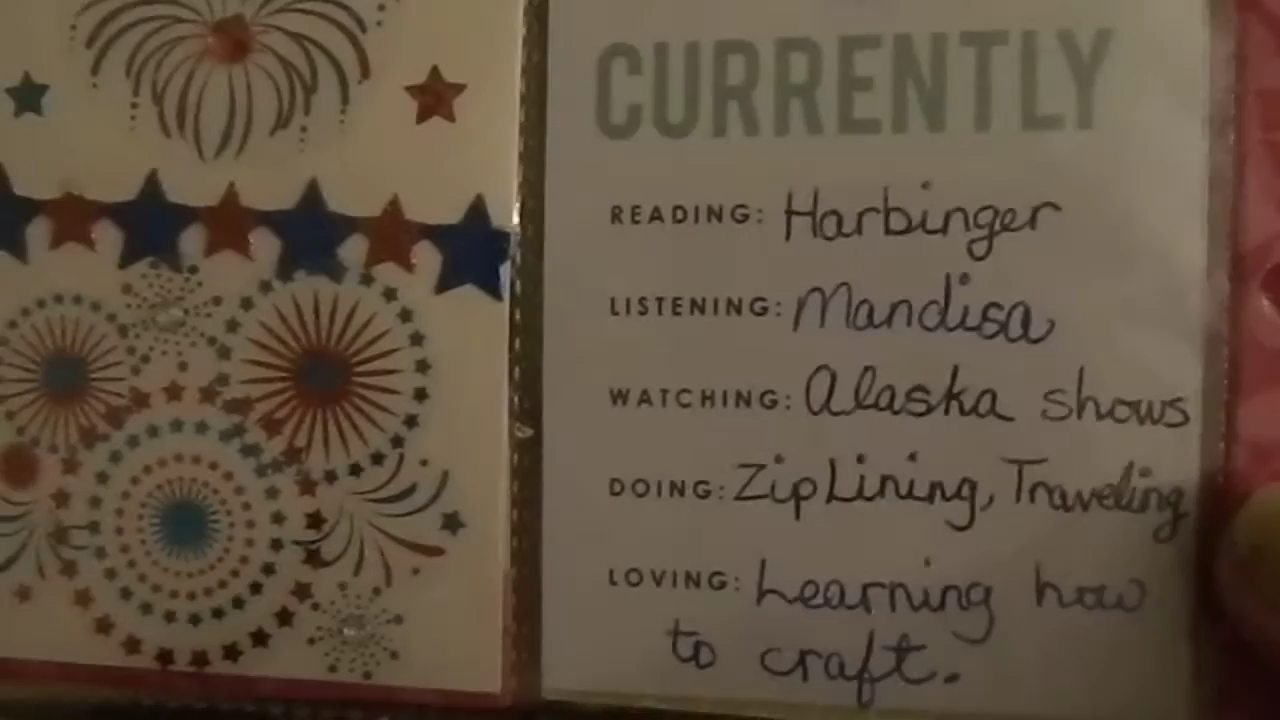 CURRENTLY
READING: Harbinger
LISTENING: Mandisa
WATCHING: Alaska shows
DOING: ZipLining, Traveling
LOVING: Learning how
to craft.